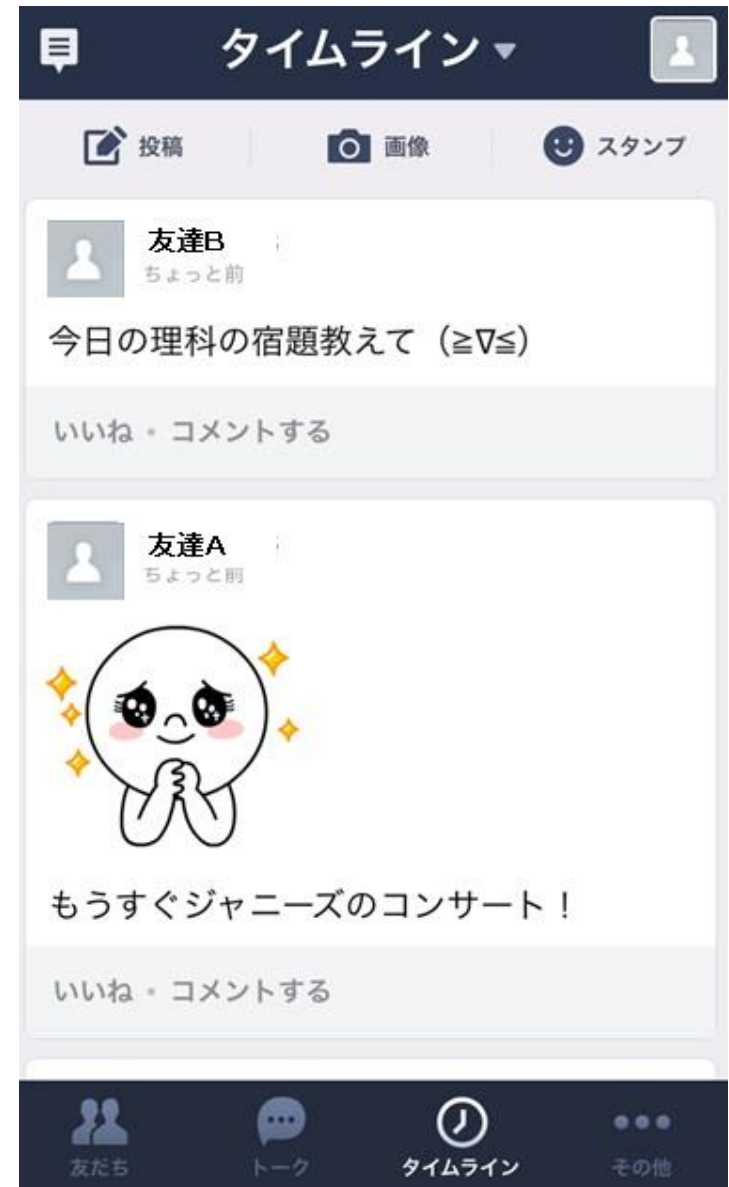 タイムライン
投稿 画像 スタンプ
友達B
ちょっと前
今日の理科の宿題教えて（≧∇≦）
いいね・コメントする
友達A
ちょっと前
もうすぐジャニーズのコンサート！
いいね・コメントする
友だち トーク タイムライン その他